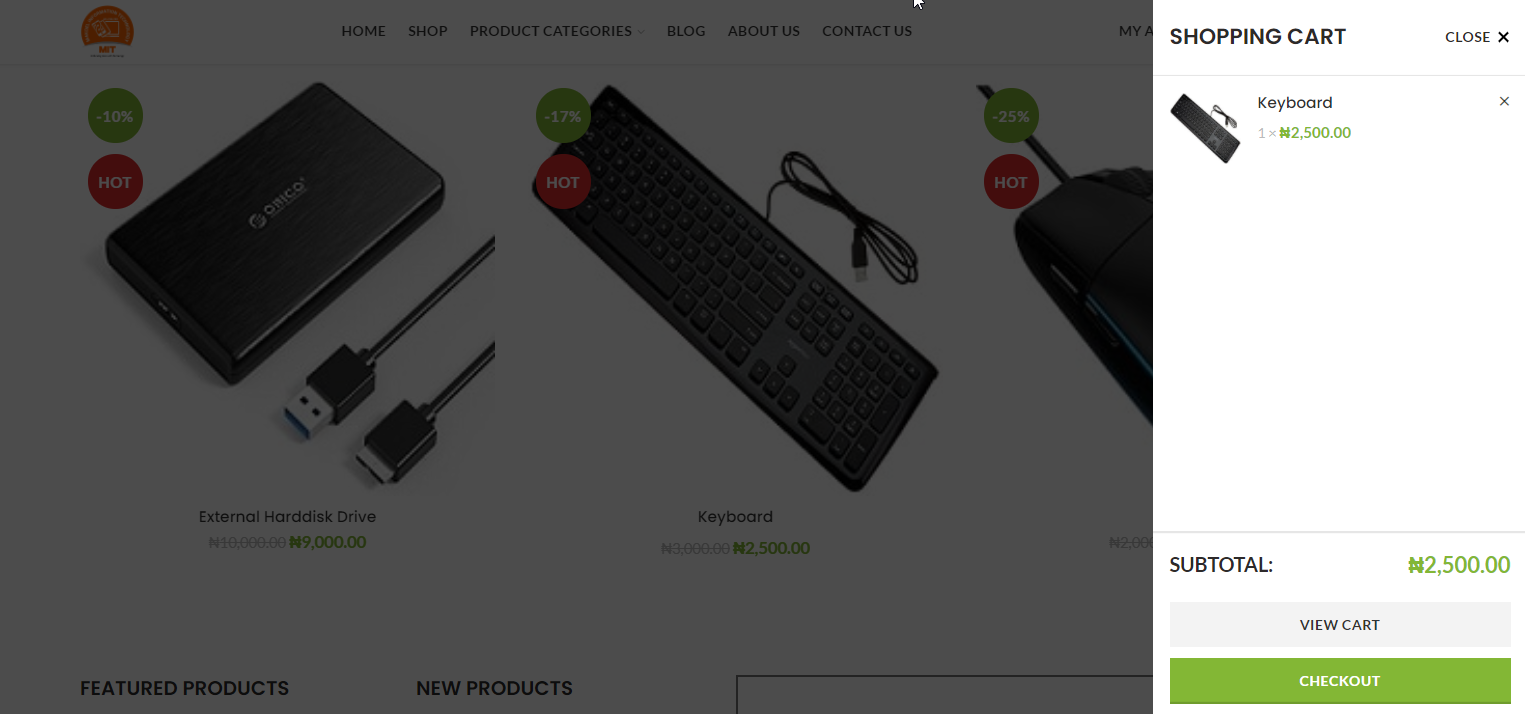 MIT
HOME SHOP PRODUCT CATEGORIES BLOG ABOUT US CONTACT US MY A
SHOPPING CART
CLOSE
-10%
HOT
ORICO
External Harddisk Drive
₦10,000.00 ₦9,000.00
-17%
HOT
Keyboard
₦3,000.00 ₦2,500.00
-25%
HOT
₦2,00
Keyboard
1 × ₦2,500.00
SUBTOTAL: ₦2,500.00
VIEW CART
CHECKOUT
FEATURED PRODUCTS
NEW PRODUCTS